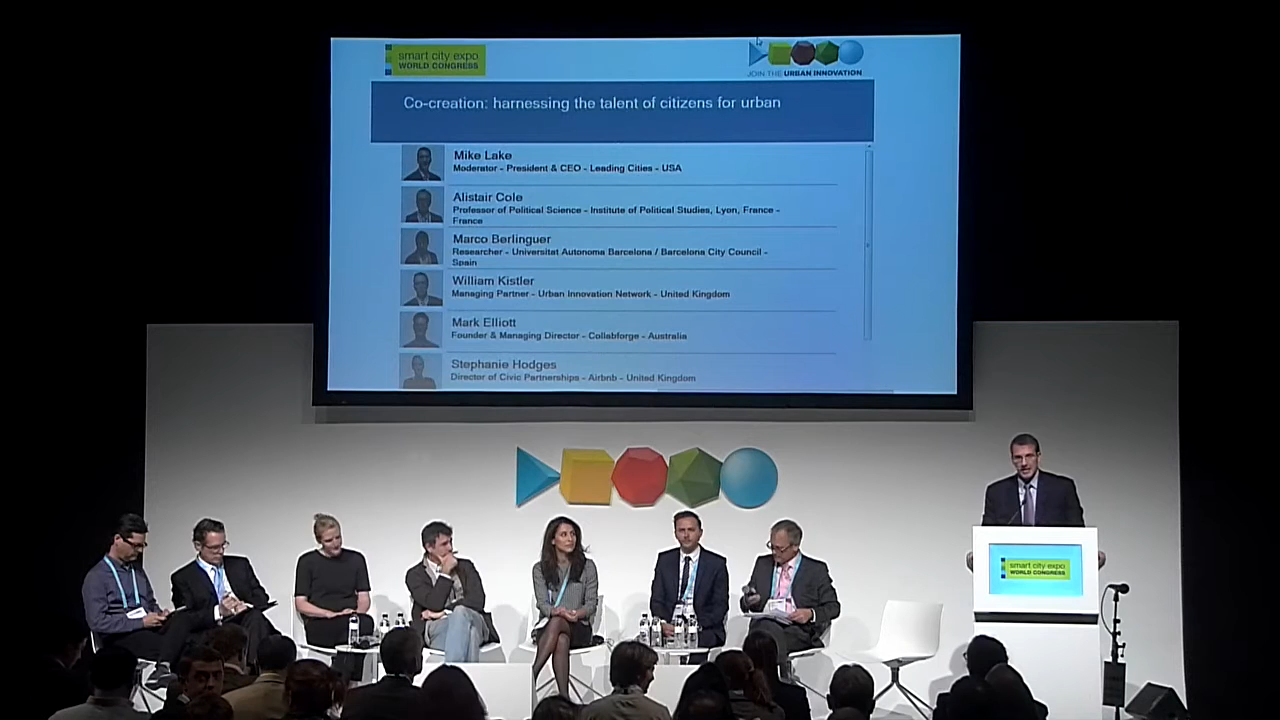 smart city expo
WORLD CONGRESS
JOIN THE URBAN INNOVATION
Co-creation: harnessing the talent of citizens for urban
Mike Lake
Moderator - President & CEO - Leading Cities - USA
Alistair Cole
Professor of Political Science - Institute of Political Studies, Lyon, France -
France
Marco Berlinguer
Researcher - Universitat Autonoma Barcelona / Barcelona City Council -
Spain
William Kistler
Managing Partner - Urban Innovation Network - United Kingdom
Mark Elliott
Founder & Managing Director - Collabforge - Australia
Stephanie Hodges
Director of Civic Partnerships - Airbnb - United Kingdom
smart city expo
WORLD CONGRESS